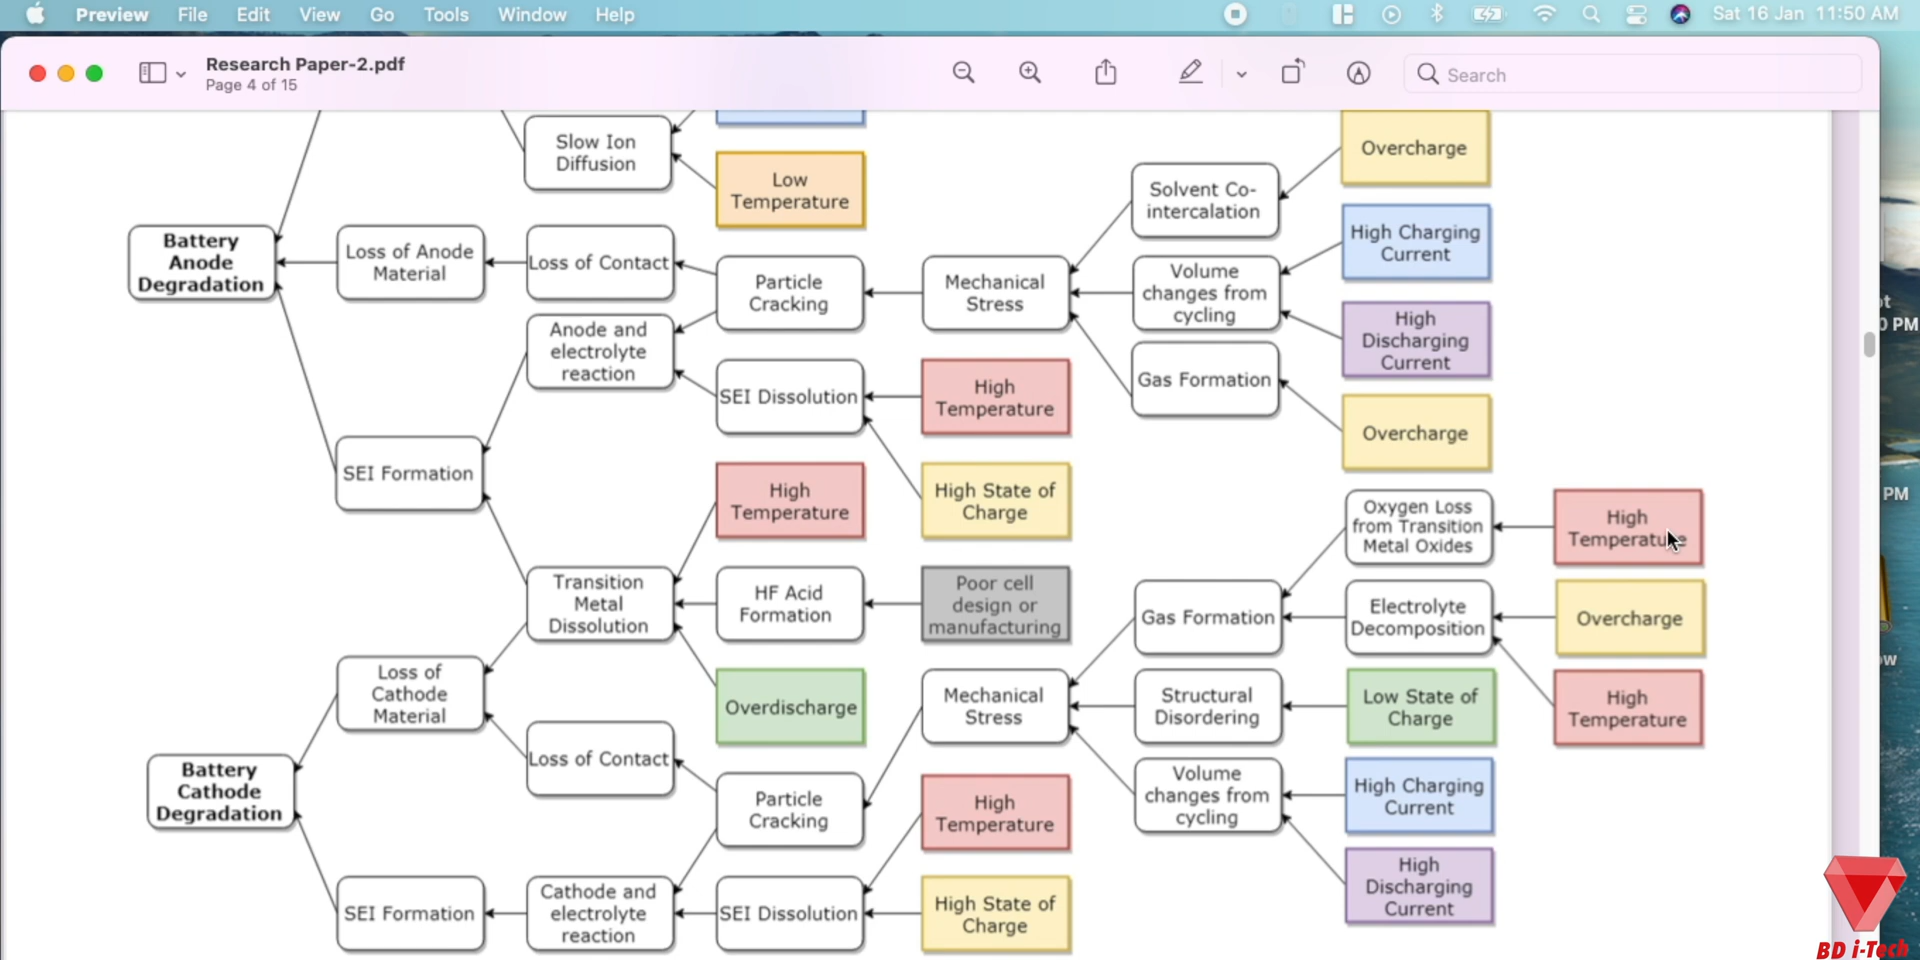 Preview File Edit View Go Tools Window Help
Sat 16 Jan 11:50 AM
Research Paper-2.pdf
Page 4 of 15
Search
Slow Ion
Diffusion
Low
Temperature
Overcharge
Solvent Co-
intercalation
High Charging
Current
Battery
Anode
Degradation
Loss of Anode
Material
Loss of Contact
Particle
Cracking
Mechanical
Stress
Volume
changes from
cycling
High
Discharging
Current
Anode and
electrolyte
reaction
SEI Dissolution
High
Temperature
Gas Formation
Overcharge
SEI Formation
High
Temperature
High State of
Charge
Oxygen Loss
from Transition
Metal Oxides
High
Temperature
Transition
Metal
Dissolution
HF Acid
Formation
Poor cell
design or
manufacturing
Gas Formation
Electrolyte
Decomposition
Overcharge
Loss of
Cathode
Material
Overdischarge
Mechanical
Stress
Structural
Disordering
Low State of
Charge
High
Temperature
Battery
Cathode
Degradation
Loss of Contact
Particle
Cracking
High
Temperature
Volume
changes from
cycling
High Charging
Current
High
Discharging
Current
SEI Formation
Cathode and
electrolyte
reaction
SEI Dissolution
High State of
Charge
PM
PM
BD i-Tech